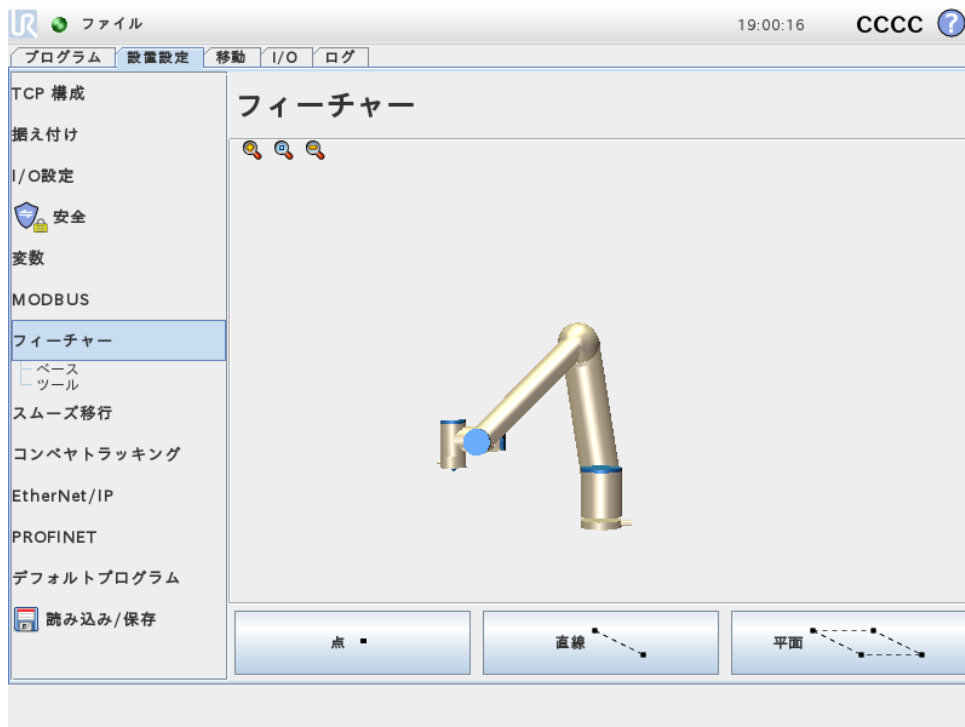 UR ファイル 19:00:16 CCCC ?
プログラム 設置設定 移動 I/O ログ
TCP 構成
据え付け
I/O設定
安全
変数
MODBUS
フィーチャー
ベース
ツール
スムーズ移行
コンベヤトラッキング
EtherNet/IP
PROFINET
デフォルトプログラム
読み込み/保存
フィーチャー
点 直線 平面